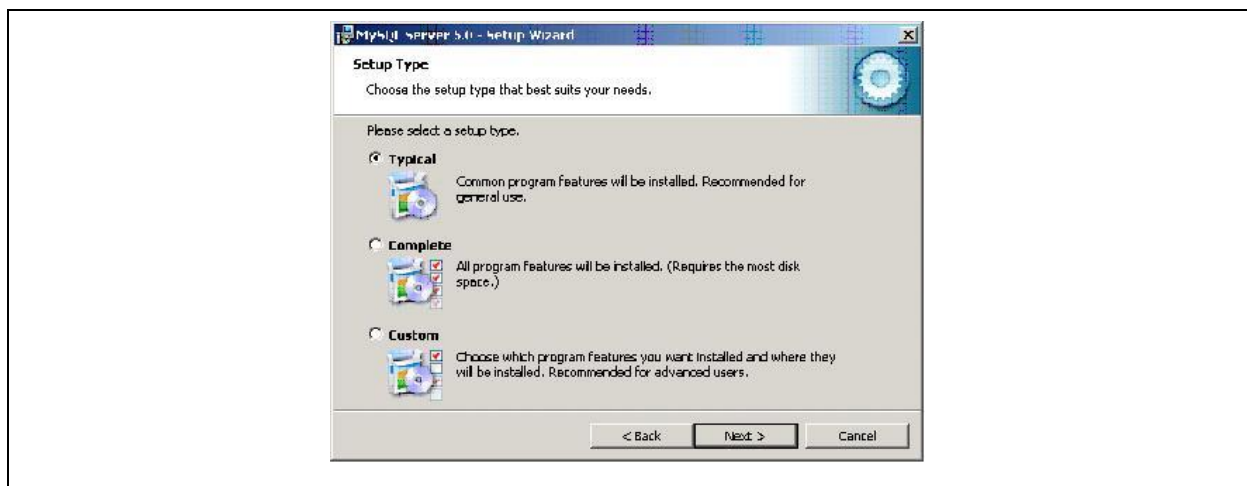 MySQL Server 5.0 - Setup Wizard
Setup Type
Choose the setup type that best suits your needs.
Please select a setup type.
Typical
Common program features will be installed. Recommended for
general use.
Complete
All program features will be installed. (Requires the most disk
space.)
Custom
Choose which program features you want installed and where they
will be installed. Recommended for advanced users.
< Back
Next >
Cancel